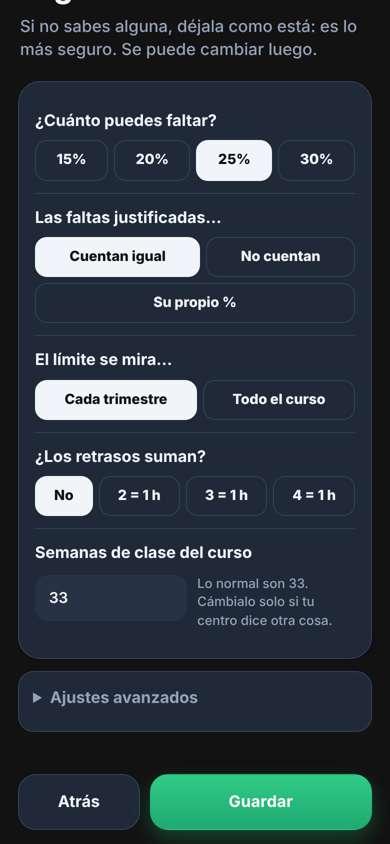 Si no sabes alguna, déjala como está: es lo
más seguro. Se puede cambiar luego.
¿Cuánto puedes faltar?
15%
20%
25%
30%
Las faltas justificadas...
Cuentan igual
No cuentan
Su propio %
El límite se mira...
Cada trimestre
Todo el curso
¿Los retrasos suman?
No
2 = 1 h
3 = 1 h
4 = 1 h
Semanas de clase del curso
33
Lo normal son 33.
Cámbialo solo si tu
centro dice otra cosa.
Ajustes avanzados
Atrás
Guardar